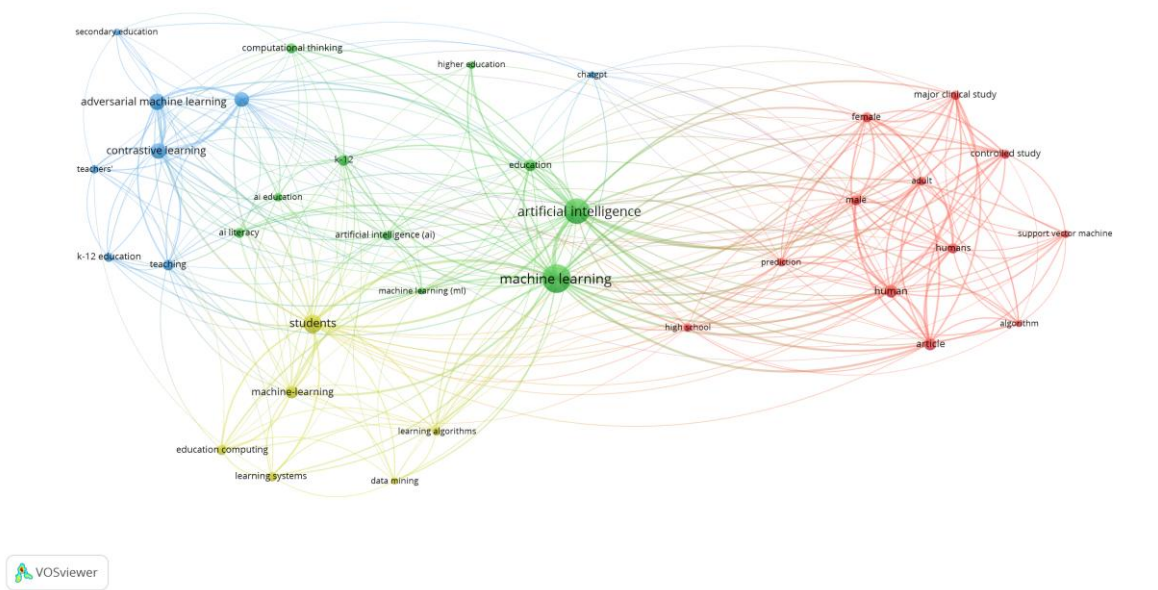 secondary education
computational thinking
higher education
chatgpt
major clinical study
adversarial machine learning
female
contrastive learning
controlled study
k-12
education
teachers'
adult
ai education
male
artificial intelligence
ai literacy
artificial intelligence (ai)
support vector machine
humans
k-12 education
teaching
prediction
machine learning
machine learning (ml)
human
students
high school
algorithm
article
machine-learning
learning algorithms
education computing
learning systems
data mining
VOSviewer